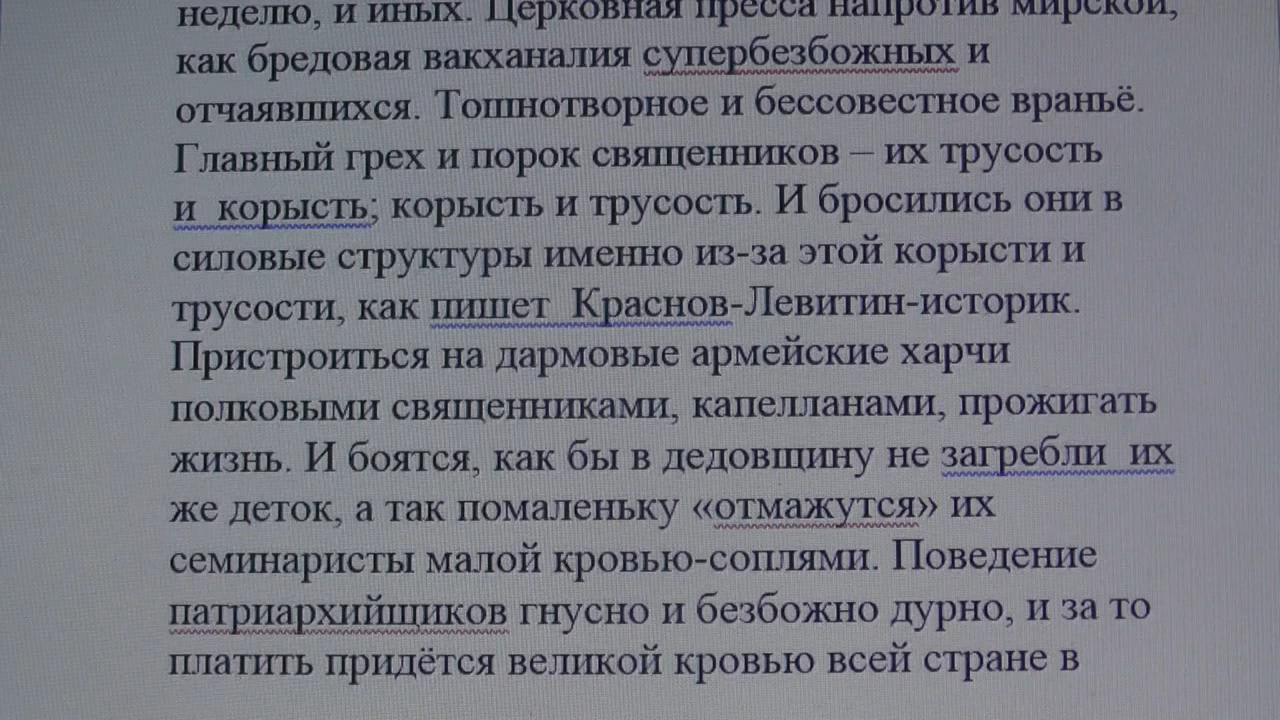 неделю, и иных. Церковная пресса напротив мирской,
как бредовая вакханалия супербезбожных и
отчаявшихся. Тошнотворное и бессовестное враньё.
Главный грех и порок священников – их трусость
и  корысть; корысть и трусость. И бросились они в
силовые структуры именно из-за этой корысти и
трусости, как пишет  Краснов-Левитин-историк.
Пристроиться на дармовые армейские харчи
полковыми священниками, капелланами, прожигать
жизнь. И боятся, как бы в дедовщину не загребли  их
же деток, а так помаленьку «отмажутся» их
семинаристы малой кровью-соплями. Поведение
патриархийщиков гнусно и безбожно дурно, и за то
платить придётся великой кровью всей стране в